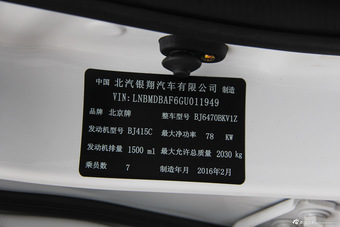 中国 北汽银翔汽车有限公司 制造
VIN: LNBMDBAF6GU011949
品牌 北京牌 整车型号 BJ6470BKV1Z
发动机型号 BJ415C 最大净功率 78 KW
发动机排量 1500 ml 最大允许总质量 2030 kg
乘员数 7 制造年月 2016年2月